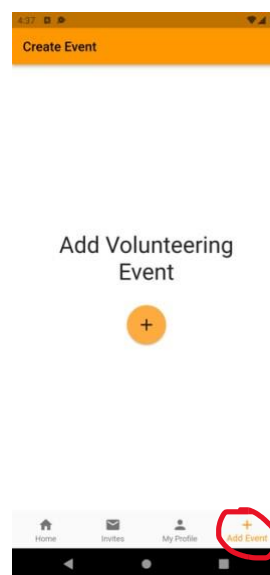 4:37
Create Event
Add Volunteering
Event
+
Home
Invites
My Profile
Add Event